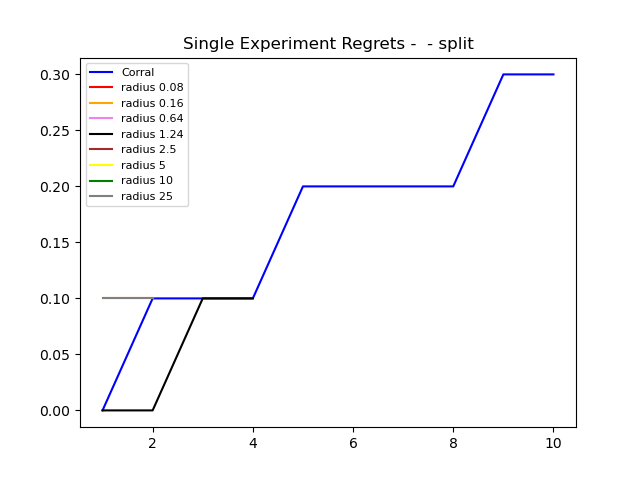 Single Experiment Regrets -  - split
0.30
0.25
0.20
0.15
0.10
0.05
0.00
Corral
radius 0.08
radius 0.16
radius 0.64
radius 1.24
radius 2.5
radius 5
radius 10
radius 25
2 4 6 8 10